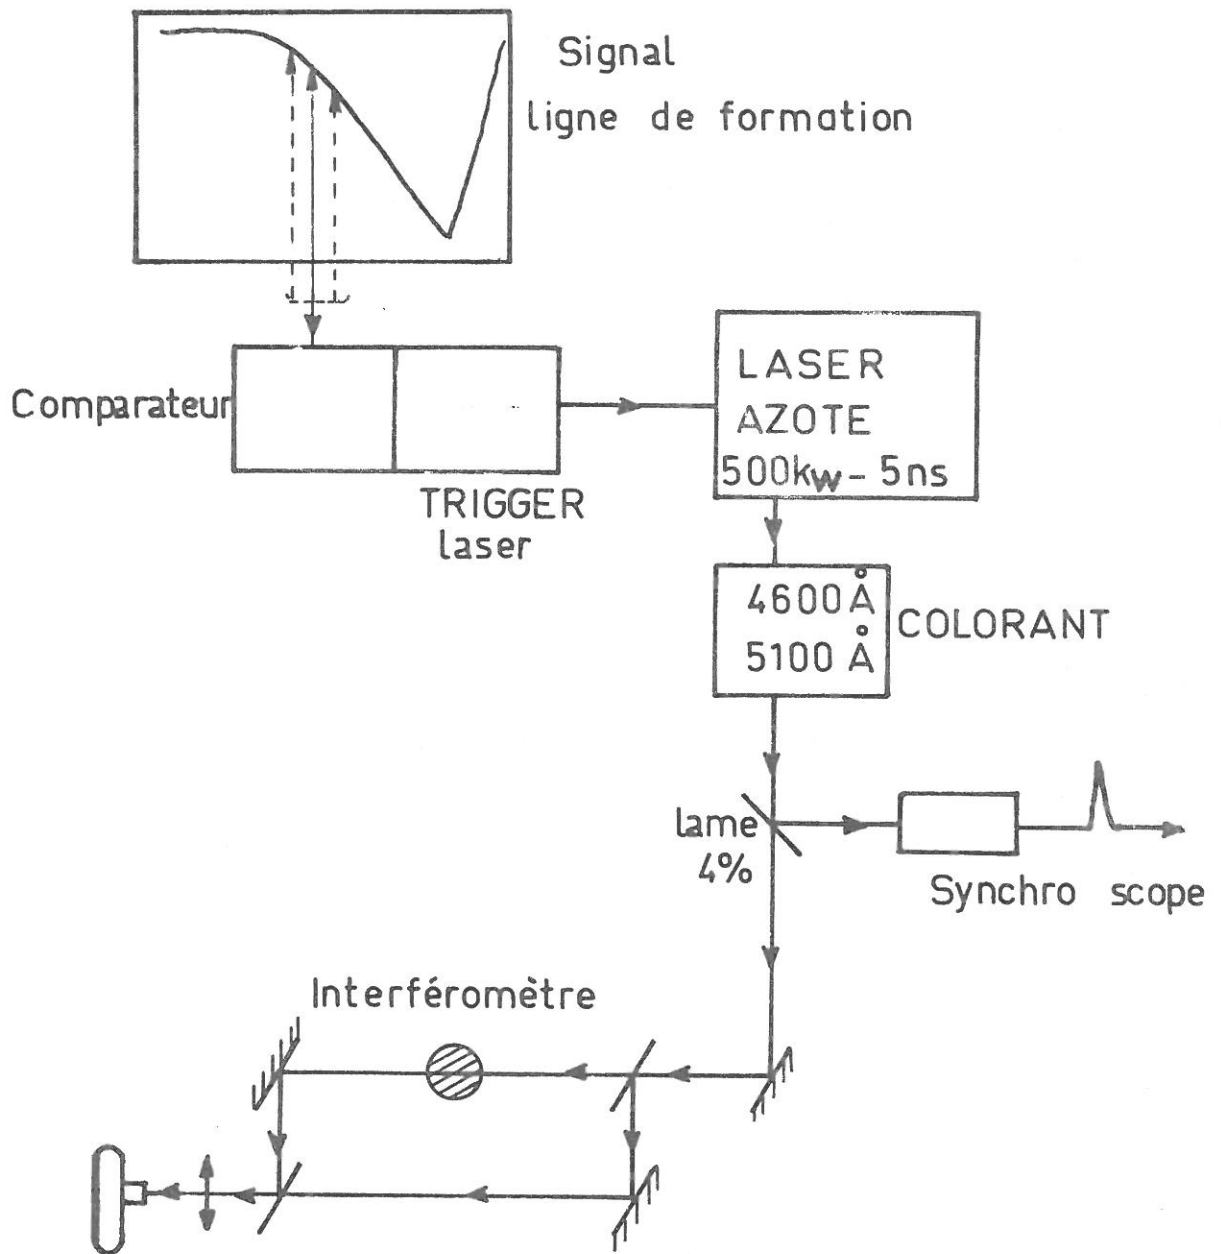 Signal
ligne de formation
Comparateur
TRIGGER
laser
LASER
AZOTE
500kw - 5ns
4600 Å
5100 Å
COLORANT
lame
4%
Synchro scope
Interféromètre